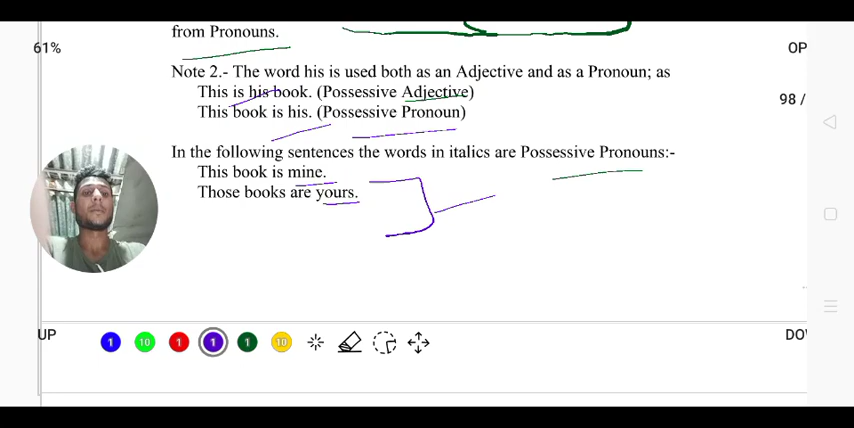 from Pronouns.
61%
OP
Note 2.- The word his is used both as an Adjective and as a Pronoun; as
This is his book. (Possessive Adjective)
98 /
This book is his. (Possessive Pronoun)
In the following sentences the words in italics are Possessive Pronouns:-
This book is mine.
Those books are yours.
UP
1 10 1 1 1 10